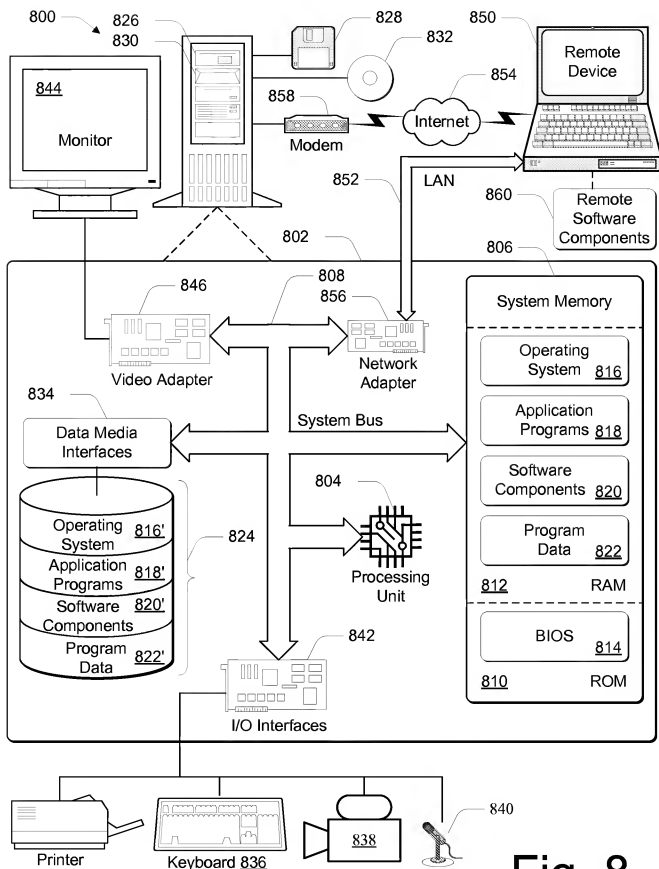 800
826
830
828
832
850
844
Monitor
858
Modem
854
Internet
Remote
Device
852
LAN
860
Remote
Software
Components
802
806
846
808
856
Video Adapter
Network
Adapter
System Memory
Operating
System 816
Application
Programs 818
Software
Components 820
Program
Data 822
812 RAM
BIOS 814
810 ROM
834
Data Media
Interfaces
System Bus
804
Processing
Unit
824
Operating
System 816'
Application
Programs 818'
Software
Components 820'
Program
Data 822'
842
I/O Interfaces
Printer
Keyboard 836
838
840
Fig. 8